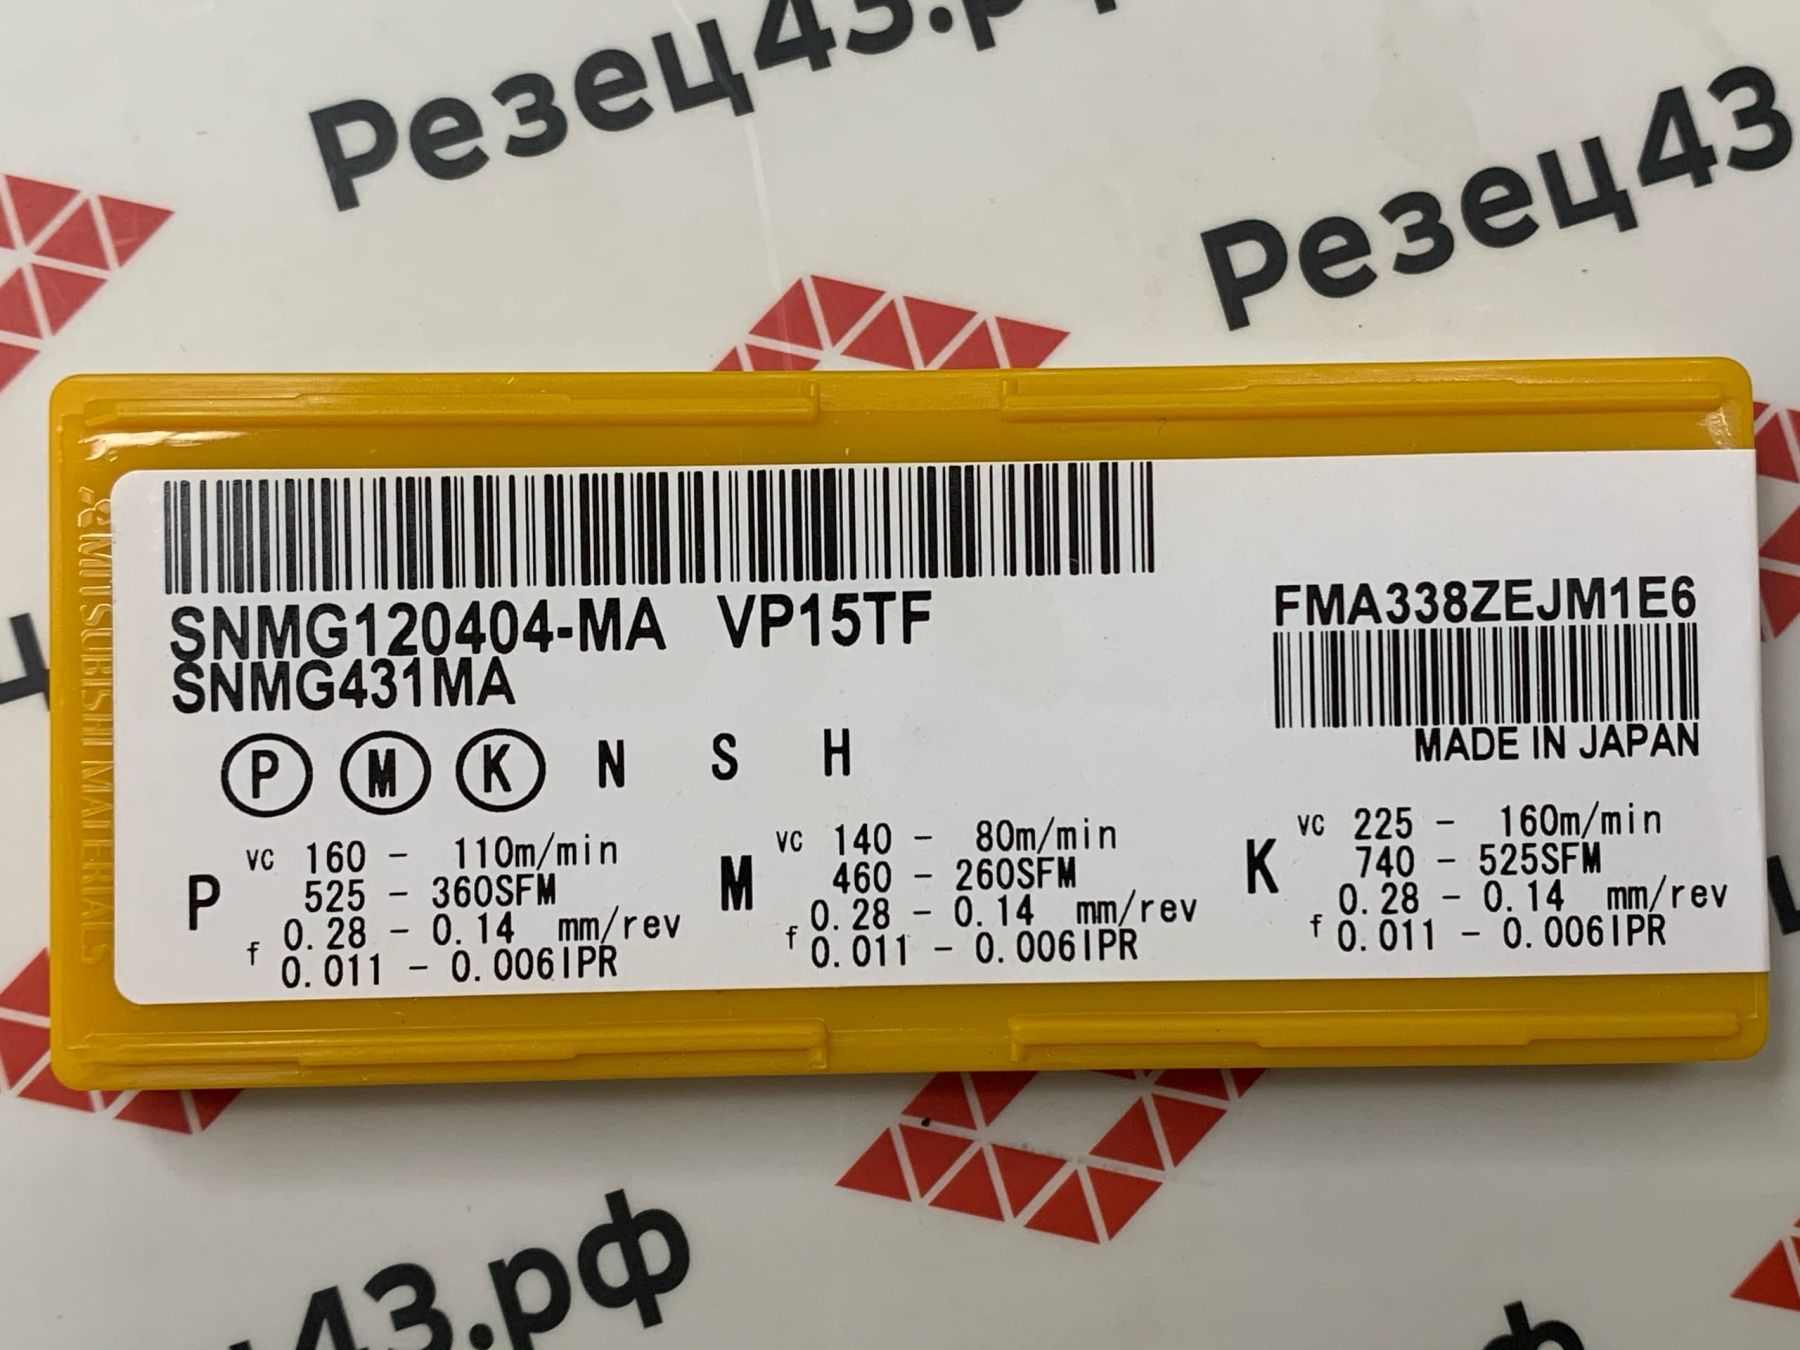 Резец43.рф
Резец43
MITSUBISHI MATERIALS
SNMG120404-MA VP15TF
SNMG431MA
FMA338ZEJM1E6
MADE IN JAPAN
P M K N S H
P
vc 160 - 110m/min
525 - 360SFM
f 0.28 - 0.14 mm/rev
0.011 - 0.006IPR
M
vc 140 - 80m/min
460 - 260SFM
f 0.28 - 0.14 mm/rev
0.011 - 0.006IPR
K
vc 225 - 160m/min
740 - 525SFM
f 0.28 - 0.14 mm/rev
0.011 - 0.006IPR
ц43.рф